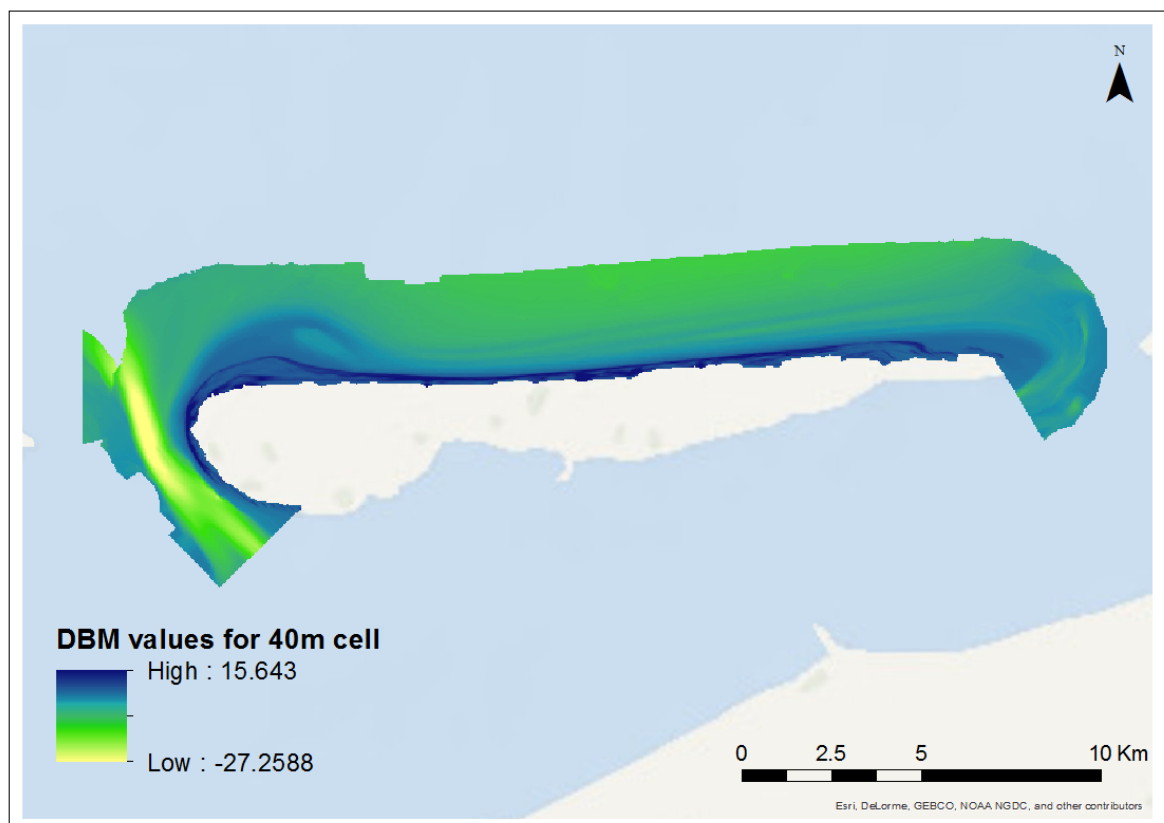 N
DBM values for 40m cell
High : 15.643
Low : -27.2588
0 2.5 5 10 Km
Esri, DeLorme, GEBCO, NOAA NGDC, and other contributors